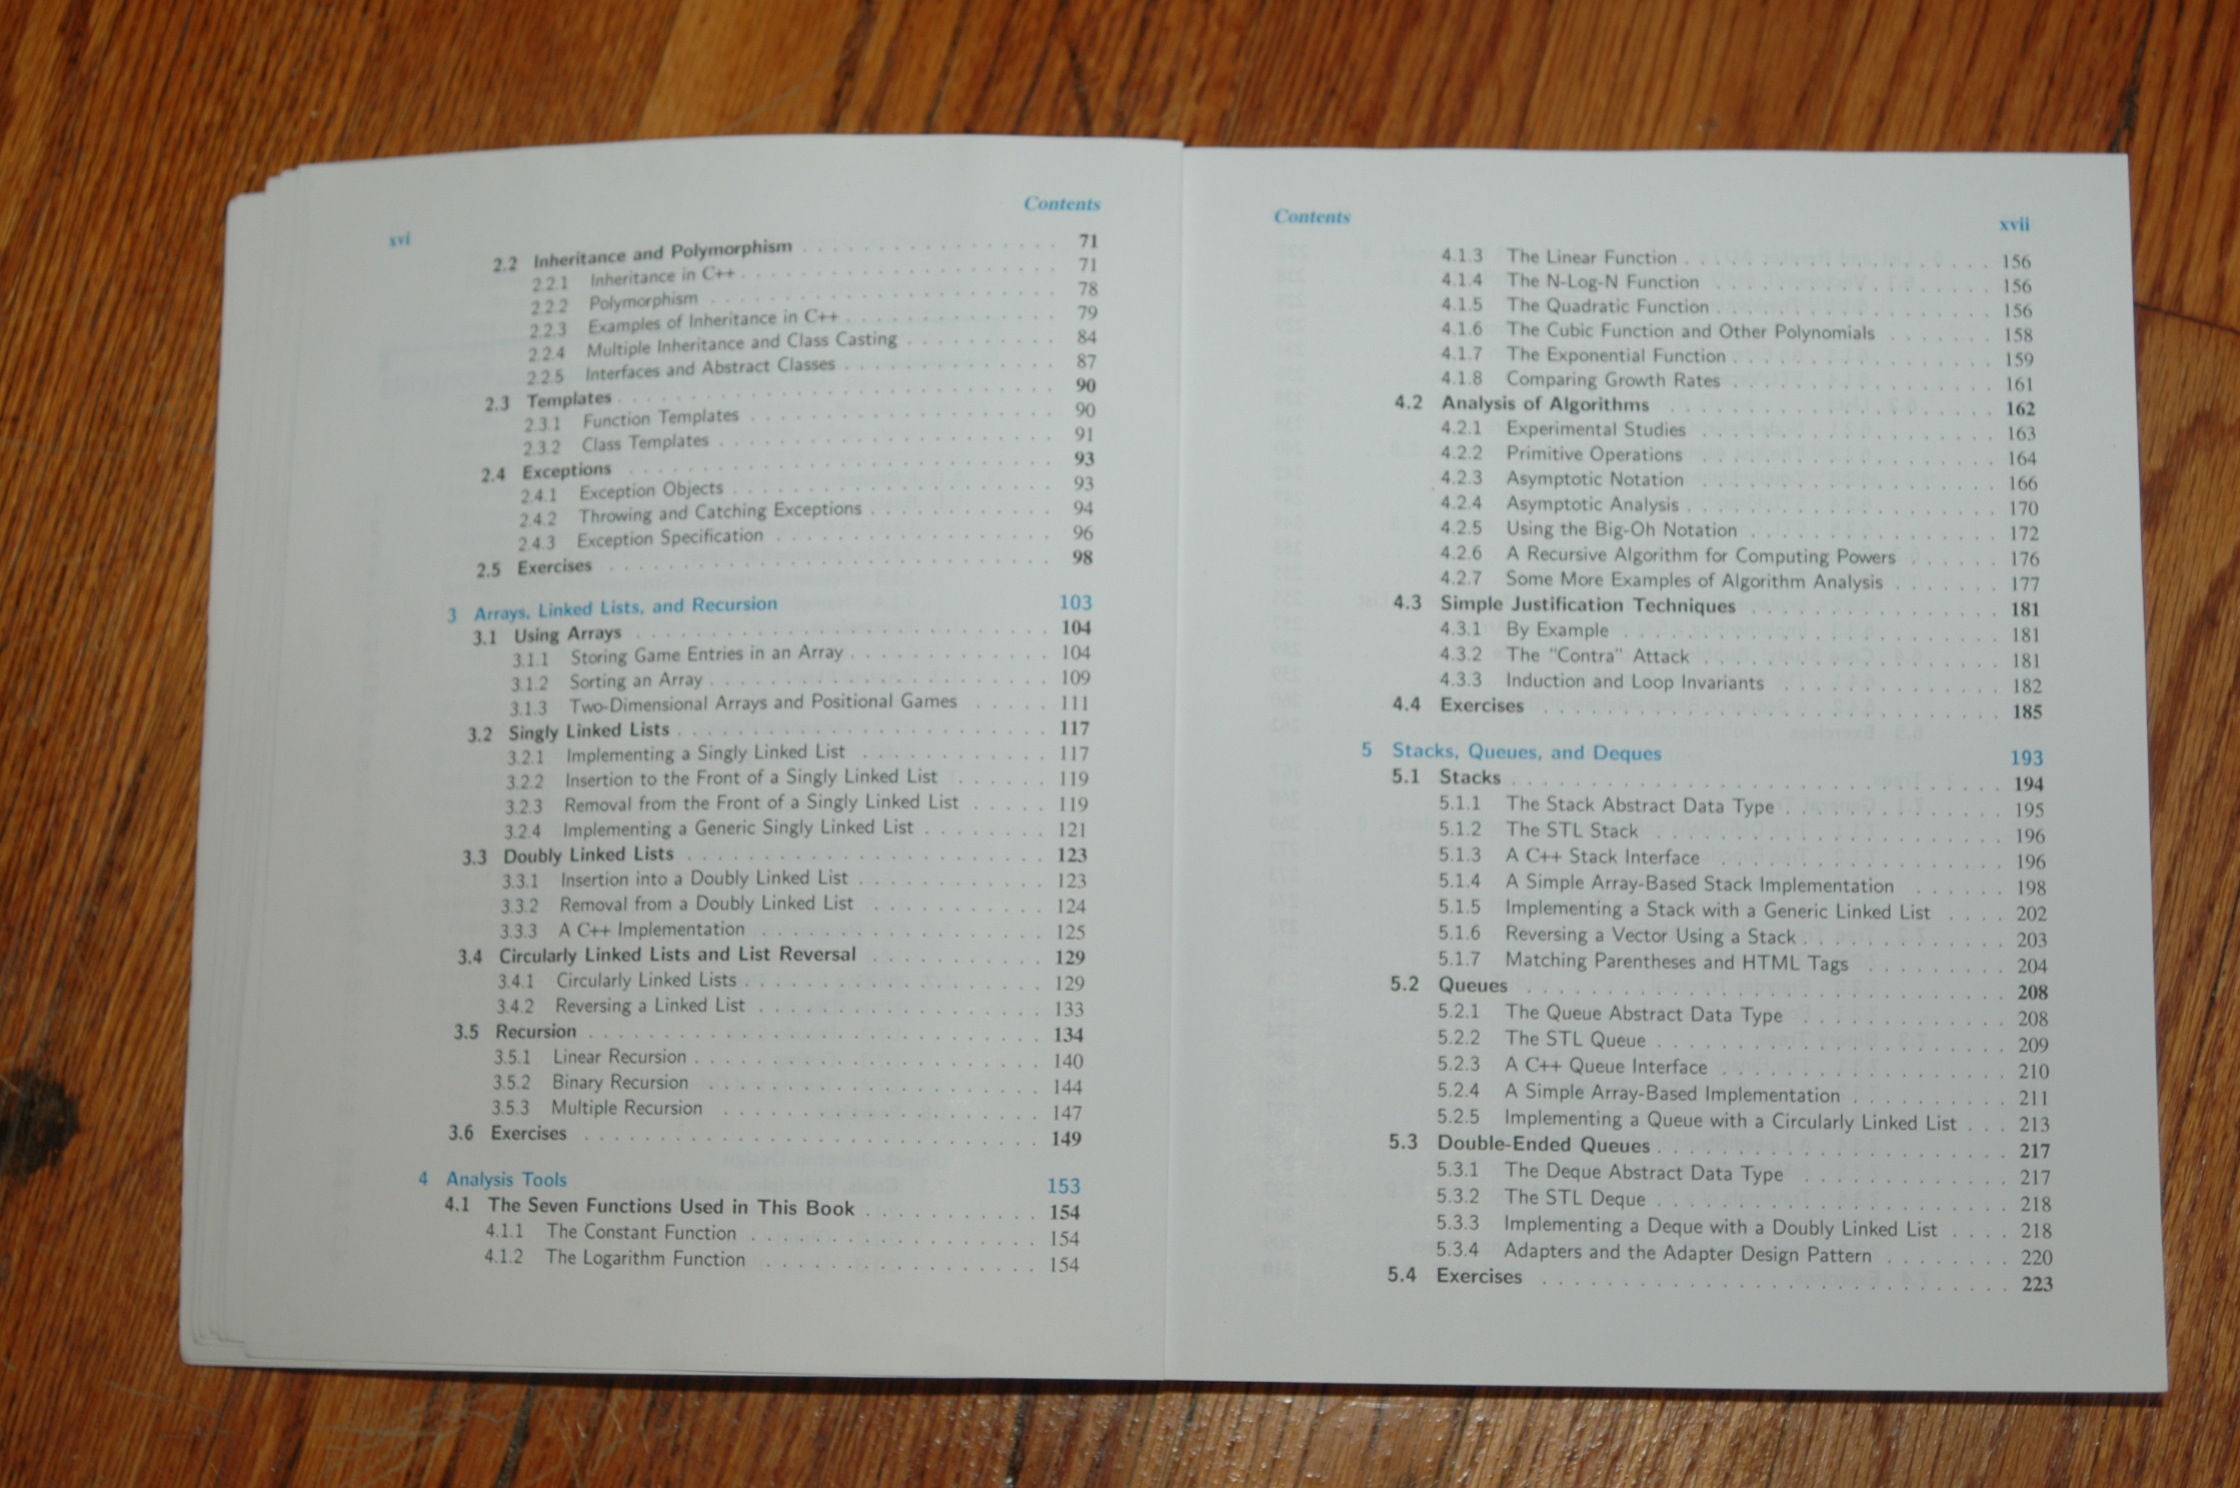 xvi Contents
2.2 Inheritance and Polymorphism 71
2.2.1 Inheritance in C++ 71
2.2.2 Polymorphism 78
2.2.3 Examples of Inheritance in C++ 79
2.2.4 Multiple Inheritance and Class Casting 84
2.2.5 Interfaces and Abstract Classes 87
2.3 Templates 90
2.3.1 Function Templates 90
2.3.2 Class Templates 91
2.4 Exceptions 93
2.4.1 Exception Objects 93
2.4.2 Throwing and Catching Exceptions 94
2.4.3 Exception Specification 96
2.5 Exercises 98
3 Arrays, Linked Lists, and Recursion 103
3.1 Using Arrays 104
3.1.1 Storing Game Entries in an Array 104
3.1.2 Sorting an Array 109
3.1.3 Two-Dimensional Arrays and Positional Games 111
3.2 Singly Linked Lists 117
3.2.1 Implementing a Singly Linked List 117
3.2.2 Insertion to the Front of a Singly Linked List 119
3.2.3 Removal from the Front of a Singly Linked List 119
3.2.4 Implementing a Generic Singly Linked List 121
3.3 Doubly Linked Lists 123
3.3.1 Insertion into a Doubly Linked List 123
3.3.2 Removal from a Doubly Linked List 124
3.3.3 A C++ Implementation 125
3.4 Circularly Linked Lists and List Reversal 129
3.4.1 Circularly Linked Lists 129
3.4.2 Reversing a Linked List 133
3.5 Recursion 134
3.5.1 Linear Recursion 140
3.5.2 Binary Recursion 144
3.5.3 Multiple Recursion 147
3.6 Exercises 149
4 Analysis Tools 153
4.1 The Seven Functions Used in This Book 154
4.1.1 The Constant Function 154
4.1.2 The Logarithm Function 154
Contents xvii
4.1.3 The Linear Function 156
4.1.4 The N-Log-N Function 156
4.1.5 The Quadratic Function 156
4.1.6 The Cubic Function and Other Polynomials 158
4.1.7 The Exponential Function 159
4.1.8 Comparing Growth Rates 161
4.2 Analysis of Algorithms 162
4.2.1 Experimental Studies 163
4.2.2 Primitive Operations 164
4.2.3 Asymptotic Notation 166
4.2.4 Asymptotic Analysis 170
4.2.5 Using the Big-Oh Notation 172
4.2.6 A Recursive Algorithm for Computing Powers 176
4.2.7 Some More Examples of Algorithm Analysis 177
4.3 Simple Justification Techniques 181
4.3.1 By Example 181
4.3.2 The "Contra" Attack 181
4.3.3 Induction and Loop Invariants 182
4.4 Exercises 185
5 Stacks, Queues, and Deques 193
5.1 Stacks 194
5.1.1 The Stack Abstract Data Type 195
5.1.2 The STL Stack 196
5.1.3 A C++ Stack Interface 196
5.1.4 A Simple Array-Based Stack Implementation 198
5.1.5 Implementing a Stack with a Generic Linked List 202
5.1.6 Reversing a Vector Using a Stack 203
5.1.7 Matching Parentheses and HTML Tags 204
5.2 Queues 208
5.2.1 The Queue Abstract Data Type 208
5.2.2 The STL Queue 209
5.2.3 A C++ Queue Interface 210
5.2.4 A Simple Array-Based Implementation 211
5.2.5 Implementing a Queue with a Circularly Linked List 213
5.3 Double-Ended Queues 217
5.3.1 The Deque Abstract Data Type 217
5.3.2 The STL Deque 218
5.3.3 Implementing a Deque with a Doubly Linked List 218
5.3.4 Adapters and the Adapter Design Pattern 220
5.4 Exercises 223